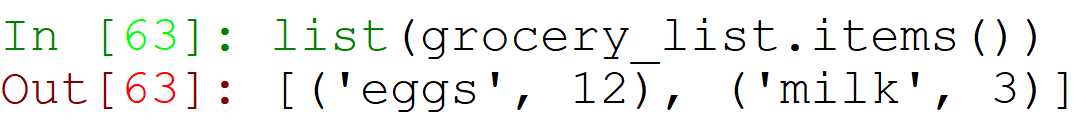 In [63]: list(grocery_list.items())
Out[63]: [('eggs', 12), ('milk', 3)]